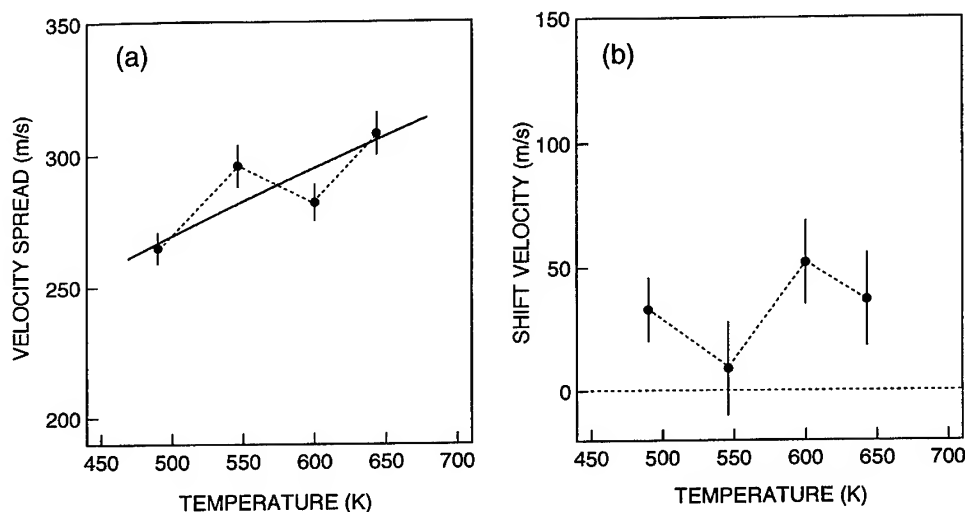 (a)
VELOCITY SPREAD (m/s)
350
300
250
200
450 500 550 600 650 700
TEMPERATURE (K)
(b)
SHIFT VELOCITY (m/s)
150
100
50
0
450 500 550 600 650 700
TEMPERATURE (K)